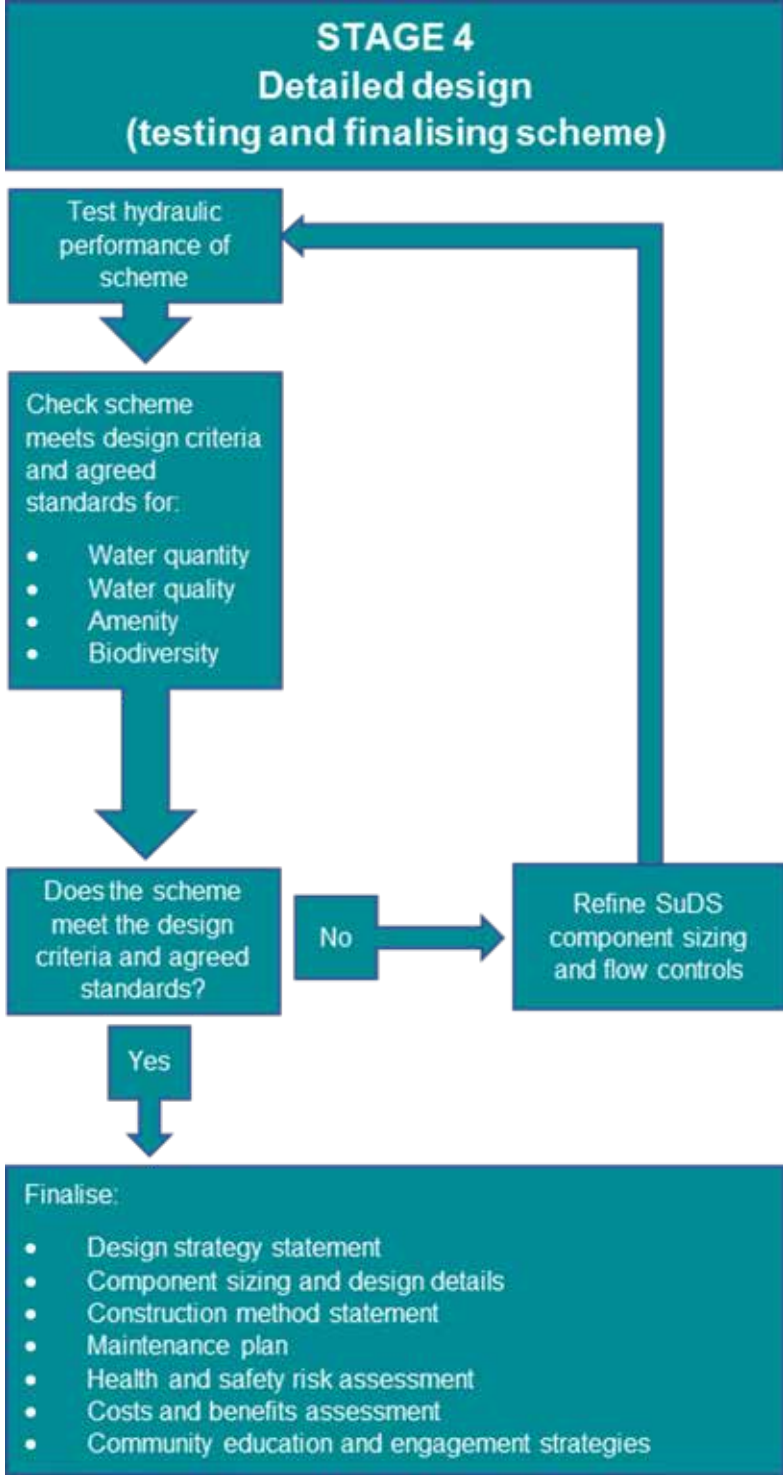 STAGE 4
Detailed design
(testing and finalising scheme)
Test hydraulic
performance of
scheme
Check scheme
meets design criteria
and agreed
standards for:
• Water quantity
• Water quality
• Amenity
• Biodiversity
Does the scheme
meet the design
criteria and agreed
standards?
No
Refine SuDS
component sizing
and flow controls
Yes
Finalise:
• Design strategy statement
• Component sizing and design details
• Construction method statement
• Maintenance plan
• Health and safety risk assessment
• Costs and benefits assessment
• Community education and engagement strategies